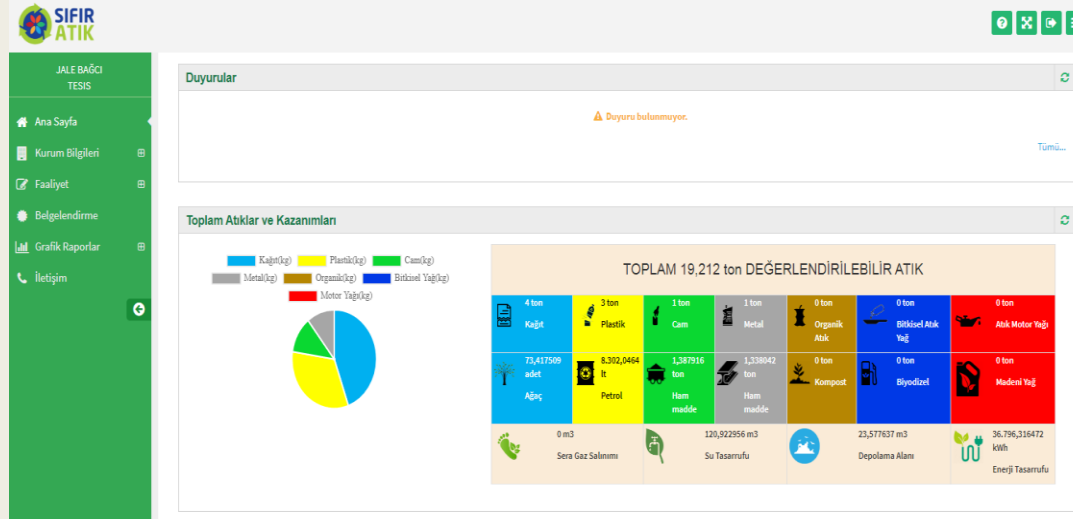 SIFIR
ATIK
JALE BAĞCI
TESIS
Ana Sayfa
Kurum Bilgileri
Faaliyet
Belgelendirme
Grafik Raporlar
İletişim
Duyurular
Duyuru bulunmuyor.
Tümü...
Toplam Atıklar ve Kazanımları
Kağıt(kg) Plastik(kg) Cam(kg)
Metal(kg) Organik(kg) Bitkisel Yağ(kg)
Motor Yağı(kg)
TOPLAM 19,212 ton DEĞERLENDİRİLEBİLİR ATIK
4 ton
Kağıt
3 ton
Plastik
1 ton
Cam
1 ton
Metal
0 ton
Organik
Atık
0 ton
Bitkisel Atık
Yağ
0 ton
Atık Motor Yağı
73,417509
adet
Ağaç
8.302,0464
lt
Petrol
1,387916
ton
Ham
madde
1,338042
ton
Ham
madde
0 ton
Kompost
0 ton
Biyodizel
0 ton
Madeni Yağ
0 m3
Sera Gaz Salınımı
120,922956 m3
Su Tasarrufu
23,577637 m3
Depolama Alanı
36.796,316472
kWh
Enerji Tasarrufu